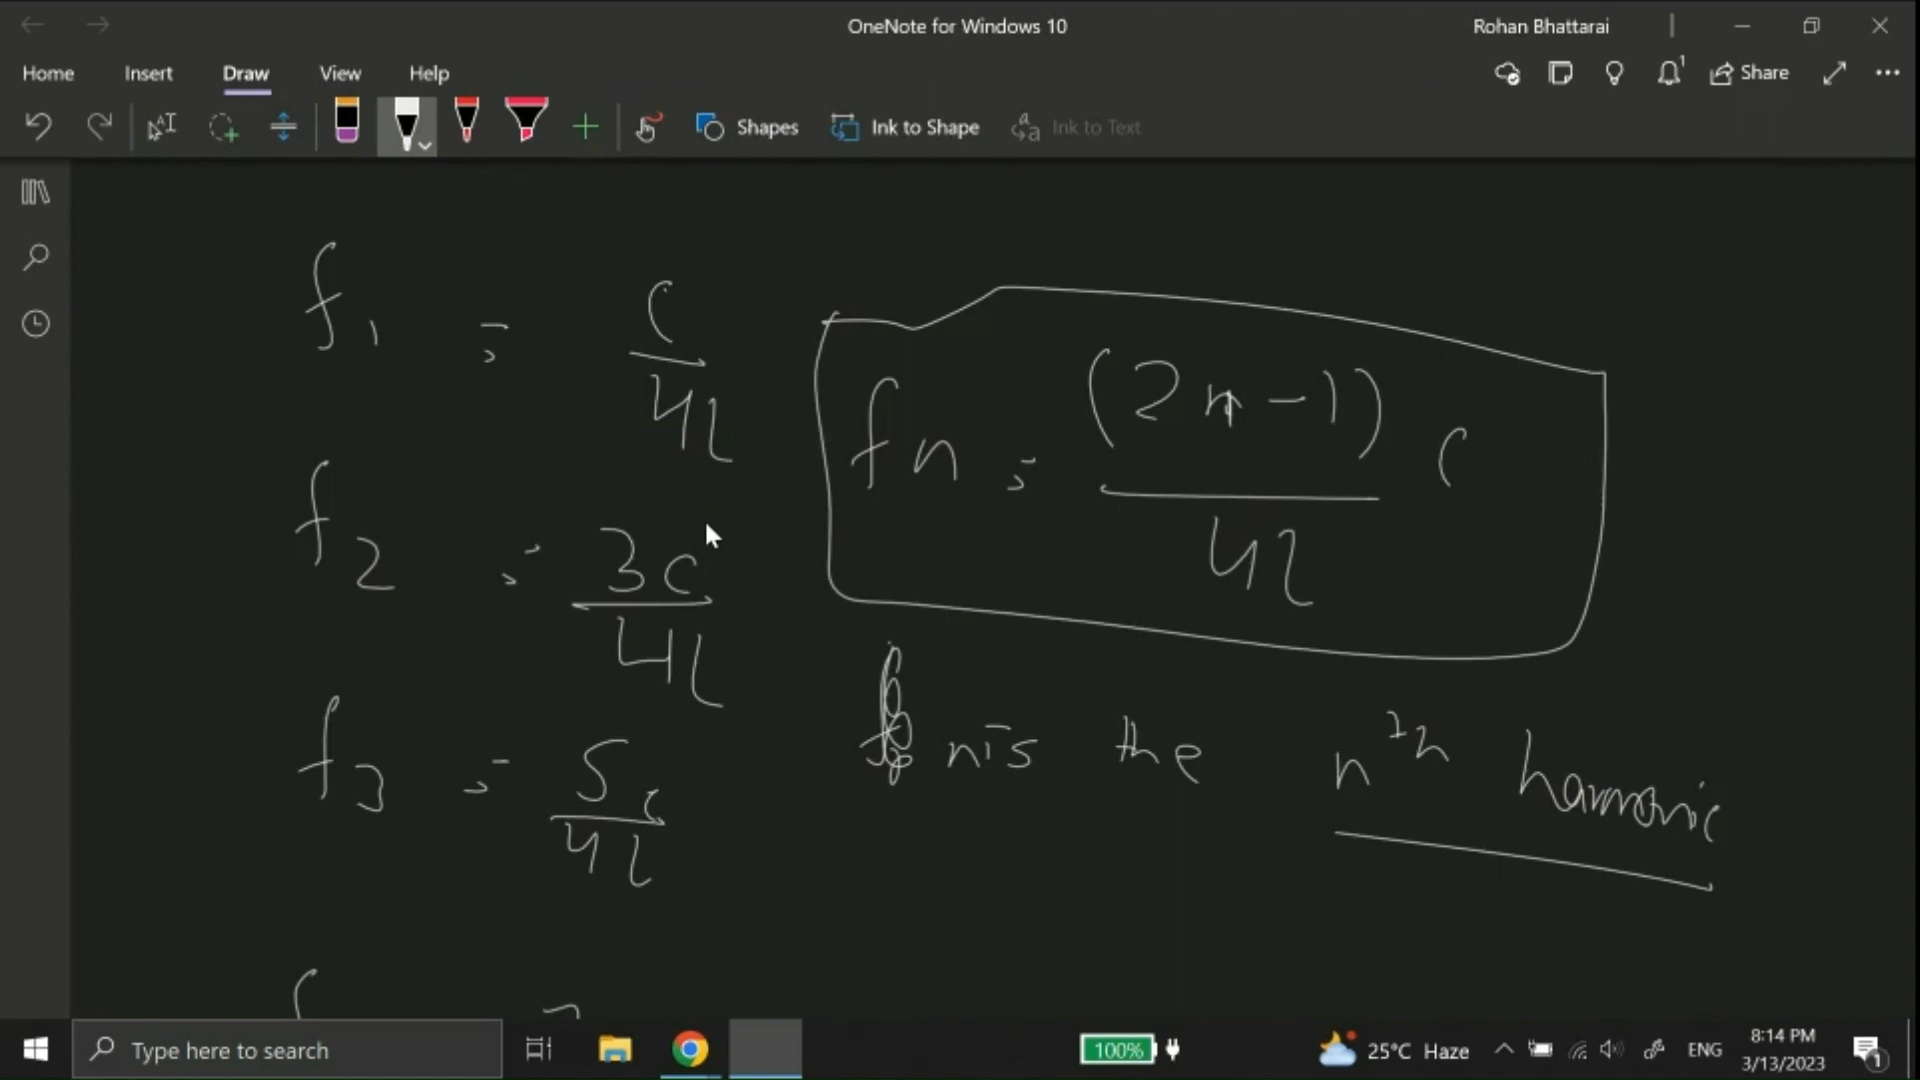 OneNote for Windows 10
Rohan Bhattarai
Home Insert Draw View Help
1
Share
Shapes
Ink to Shape
Ink to Text
f1 = c/4l
f2 = 3c/4l
f3 = 5c/4l
fn = (2n-1)/4l c
n is the nth harmonic
f
Type here to search
100%
25°C Haze
ENG
8:14 PM
3/13/2023
1